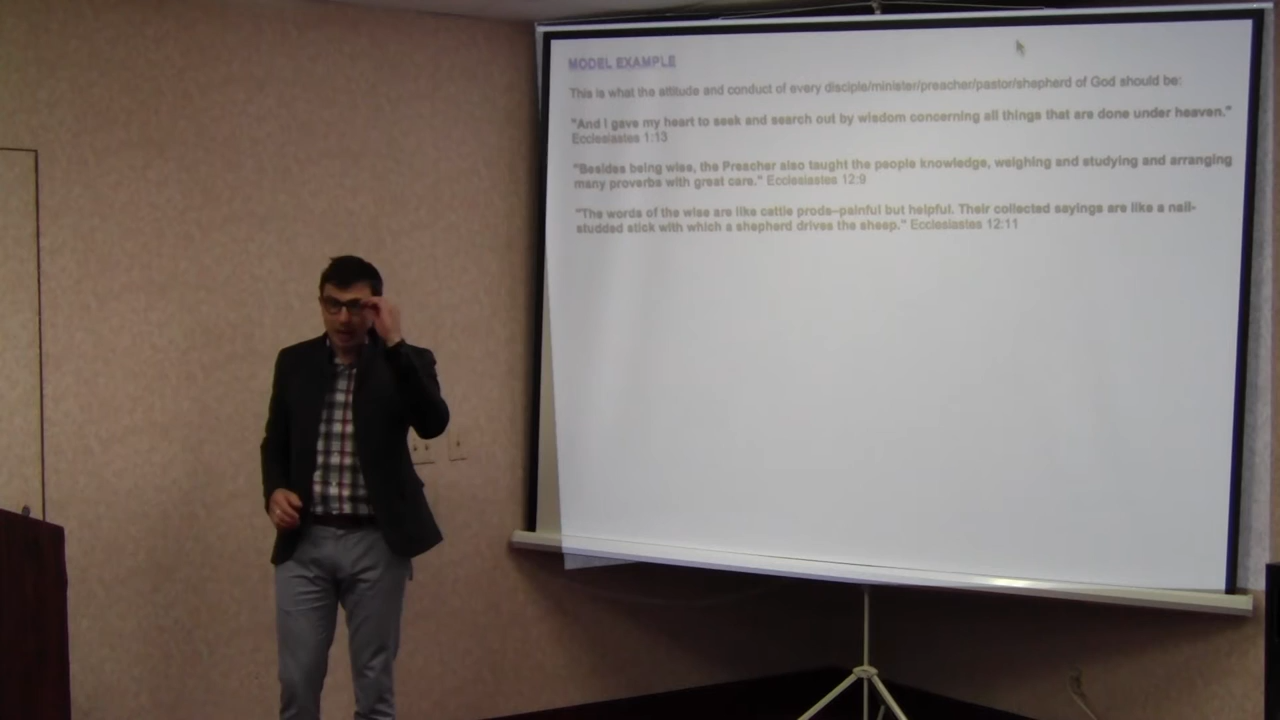 MODEL EXAMPLE
This is what the attitude and conduct of every disciple/minister/preacher/pastor/shepherd of God should be:
"And I gave my heart to seek and search out by wisdom concerning all things that are done under heaven."
Ecclesiastes 1:13
"Besides being wise, the Preacher also taught the people knowledge, weighing and studying and arranging
many proverbs with great care." Ecclesiastes 12:9
"The words of the wise are like cattle prods–painful but helpful. Their collected sayings are like a nail-
studded stick with which a shepherd drives the sheep." Ecclesiastes 12:11